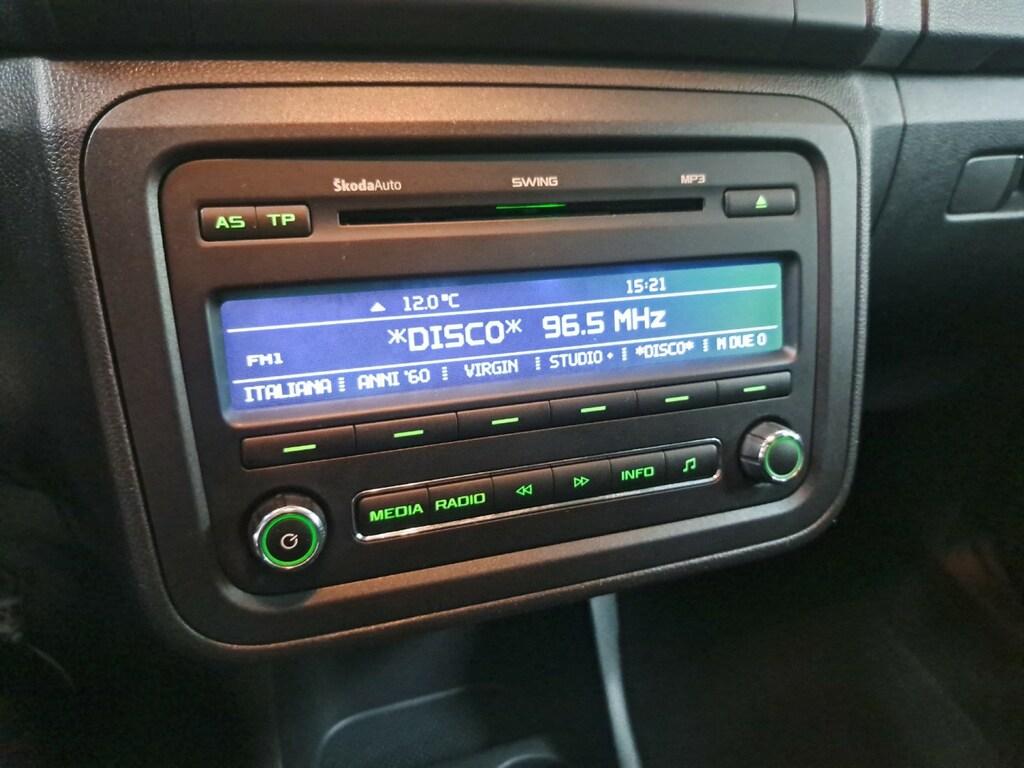 ŠkodaAuto SWING MP3
AS TP
12.0°C 15:21
*DISCO* 96.5 MHz
FM1
ITALIANA ANNI '60 VIRGIN STUDIO + *DISCO* M DUE O
MEDIA RADIO INFO